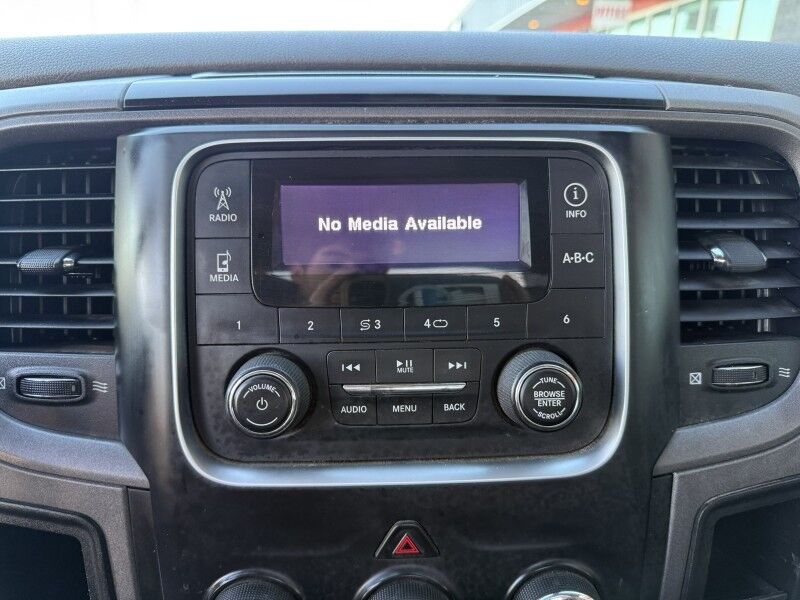 No Media Available
RADIO
INFO
MEDIA
A•B•C
1
2
3
4
5
6
MUTE
VOLUME
TUNE
BROWSE
ENTER
SCROLL
AUDIO
MENU
BACK